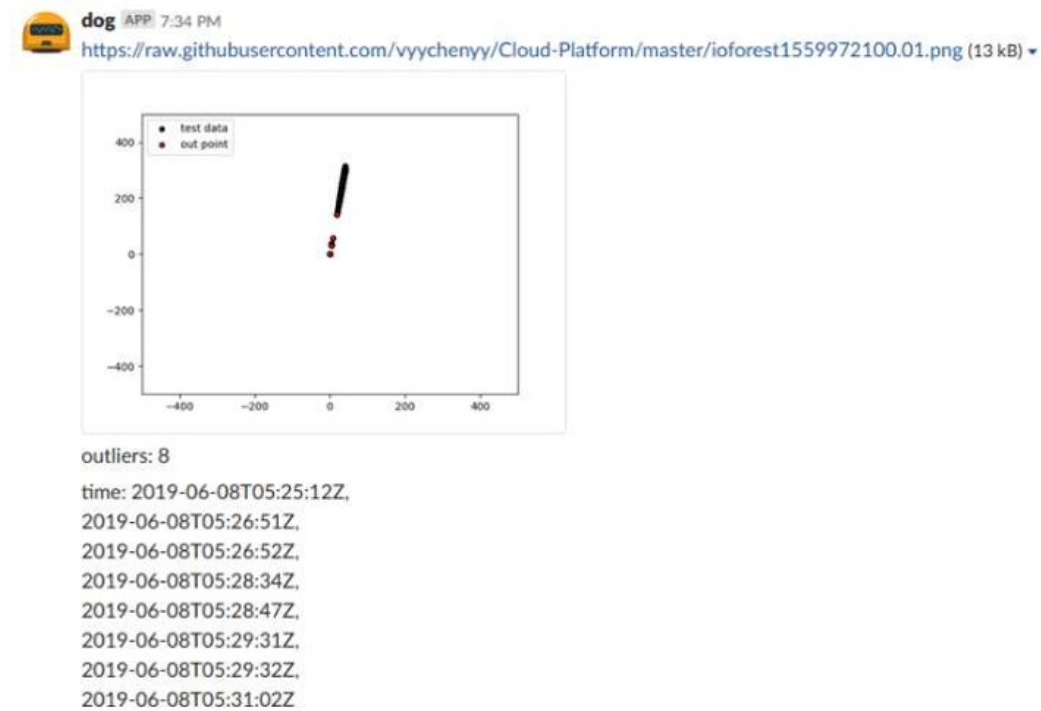 dog APP 7:34 PM
https://raw.githubusercontent.com/vyychenyy/Cloud-Platform/master/ioforest1559972100.01.png (13 kB)
test data
out point
400
200
0
−200
−400
−400 −200 0 200 400
outliers: 8
time: 2019-06-08T05:25:12Z,
2019-06-08T05:26:51Z,
2019-06-08T05:26:52Z,
2019-06-08T05:28:34Z,
2019-06-08T05:28:47Z,
2019-06-08T05:29:31Z,
2019-06-08T05:29:32Z,
2019-06-08T05:31:02Z